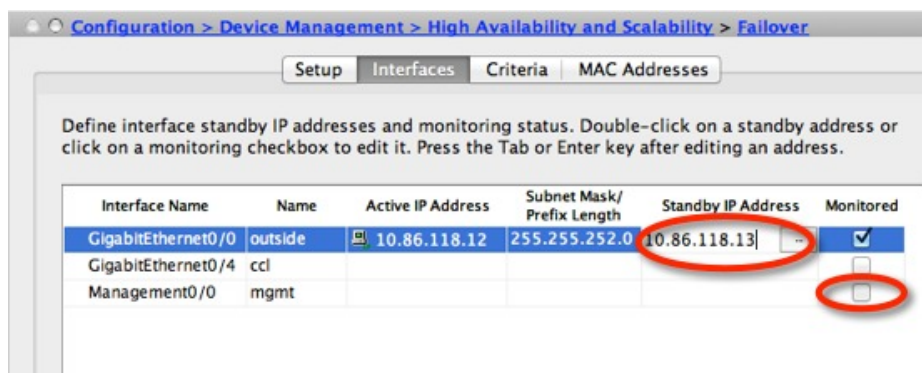 Configuration > Device Management > High Availability and Scalability > Failover
Setup Interfaces Criteria MAC Addresses
Define interface standby IP addresses and monitoring status. Double-click on a standby address or
click on a monitoring checkbox to edit it. Press the Tab or Enter key after editing an address.
Interface Name Name Active IP Address Subnet Mask/ Prefix Length Standby IP Address Monitored
GigabitEthernet0/0 outside 10.86.118.12 255.255.252.0 10.86.118.13 ...
GigabitEthernet0/4 ccl
Management0/0 mgmt